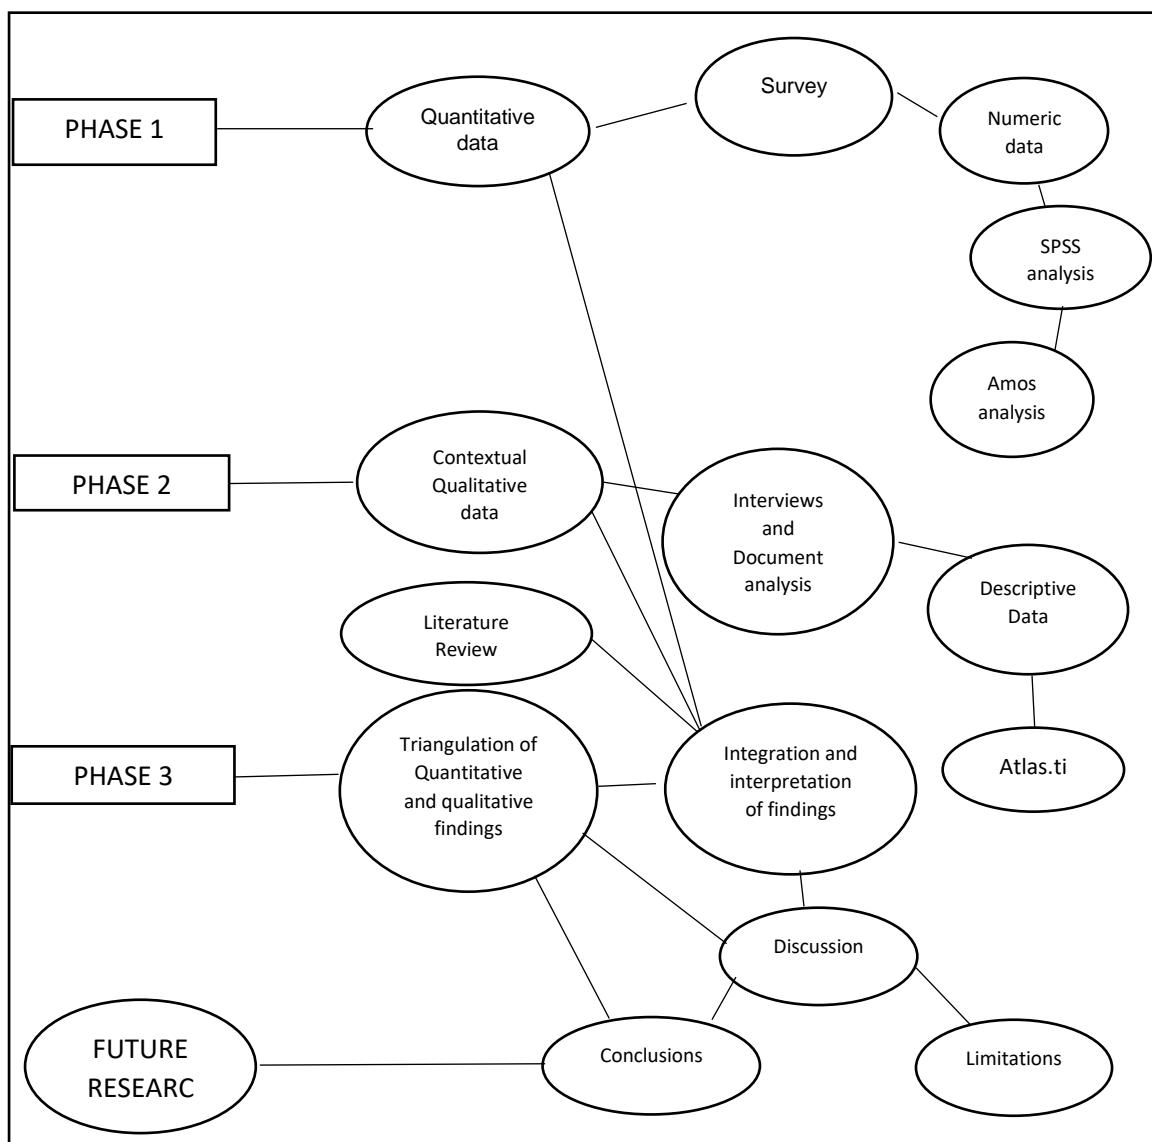 PHASE 1
Quantitative
data
Survey
Numeric
data
SPSS
analysis
Amos
analysis
PHASE 2
Contextual
Qualitative
data
Interviews
and
Document
analysis
Descriptive
Data
Literature
Review
PHASE 3
Triangulation of
Quantitative
and qualitative
findings
Integration and
interpretation
of findings
Atlas.ti
Discussion
FUTURE
RESEARC
Conclusions
Limitations